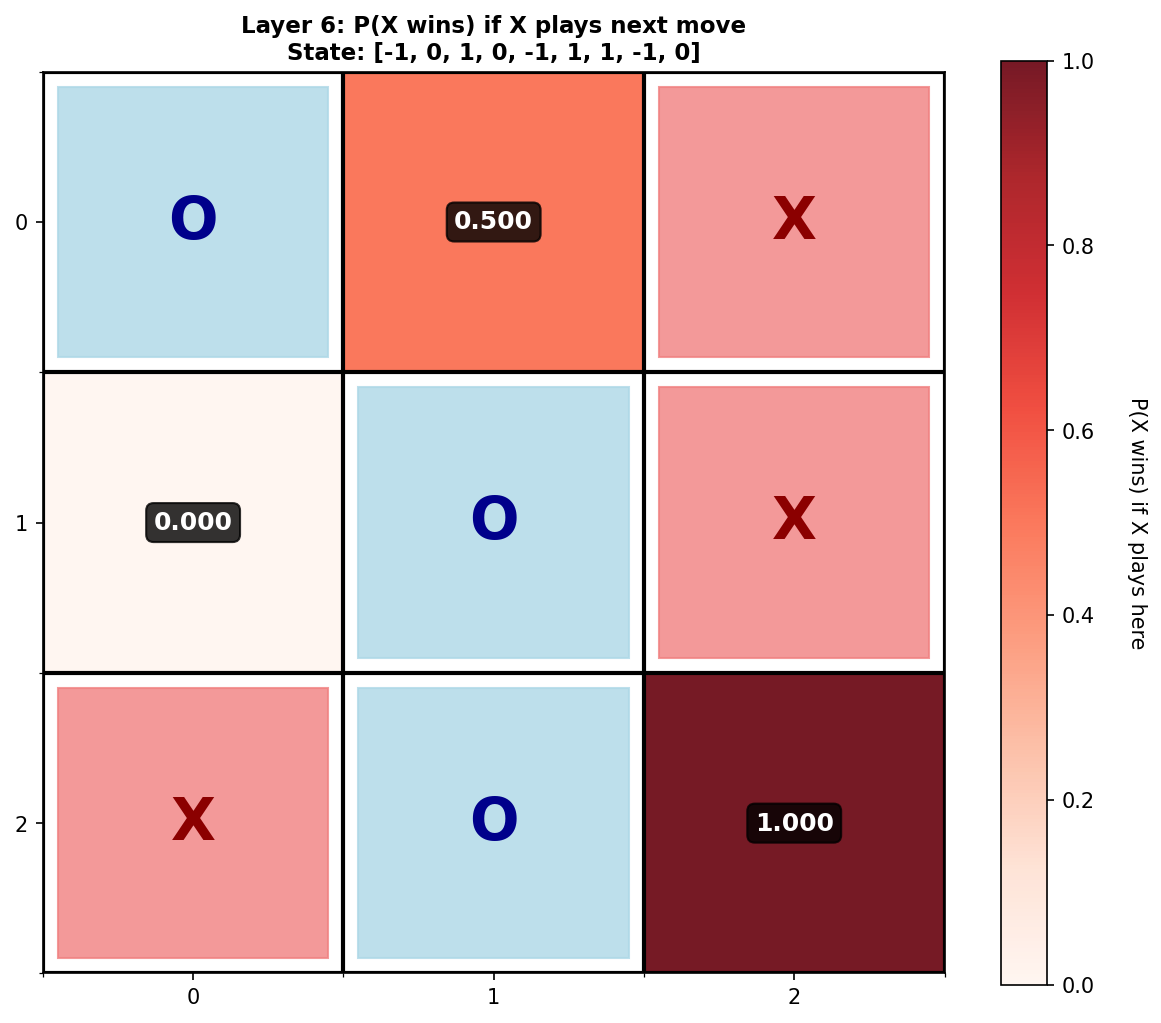 Layer 6: P(X wins) if X plays next move
State: [-1, 0, 1, 0, -1, 1, 1, -1, 0]
O
0.500
X
0
0.000
O
X
1
X
O
1.000
2
0
1
2
1.0
0.8
0.6
0.4
0.2
0.0
P(X wins) if X plays here